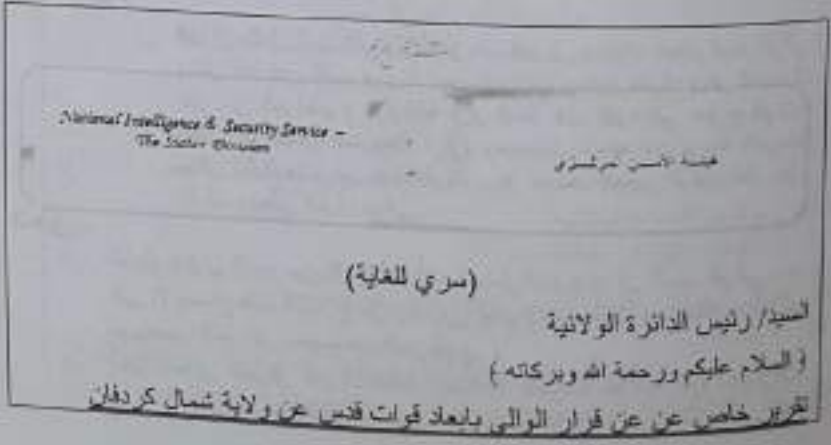 National Intelligence & Security Service –
The States Division
هيئة الأمن
(سري للغاية)
السيد/ رئيس الدائرة الولائية
( السلام عليكم ورحمة الله وبركاته )
تقرير خاص عن عن قرار الوالي بابعاد قوات قدس عن ولاية شمال كردفان